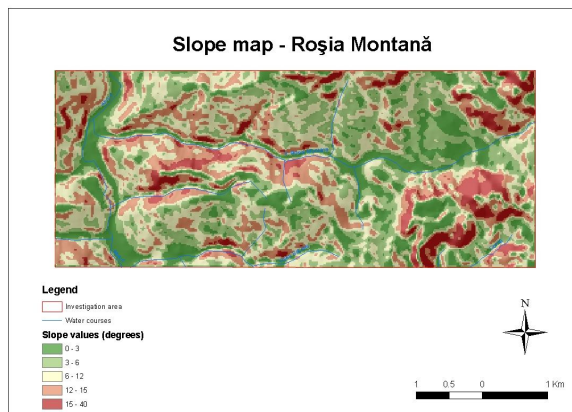 Slope map - Roşia Montană
Legend
Investigation area
Water courses
Slope values (degrees)
0 - 3
3 - 6
6 - 12
12 - 15
15 - 40
N
1 0.5 0 1 Km